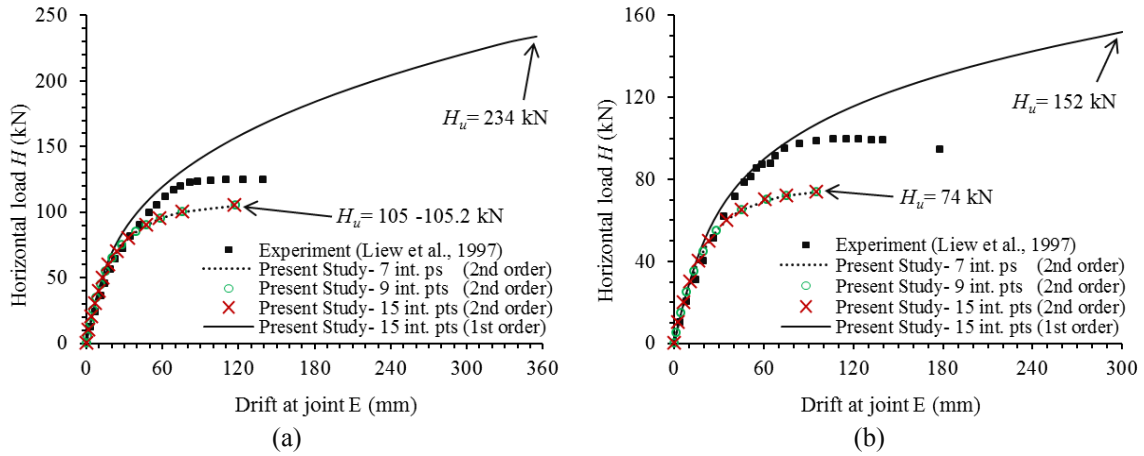 250
200
150
100
50
0
Horizontal load H (kN)
Hu= 234 kN
Hu= 105 -105.2 kN
Experiment (Liew et al., 1997)
Present Study- 7 int. ps (2nd order)
Present Study- 9 int. pts (2nd order)
Present Study- 15 int. pts (2nd order)
Present Study- 15 int. pts (1st order)
0 60 120 180 240 300 360
Drift at joint E (mm)
(a)
160
120
80
40
0
Horizontal load H (kN)
Hu= 152 kN
Hu= 74 kN
Experiment (Liew et al., 1997)
Present Study- 7 int. ps (2nd order)
Present Study- 9 int. pts (2nd order)
Present Study- 15 int. pts (2nd order)
Present Study- 15 int. pts (1st order)
0 60 120 180 240 300
Drift at joint E (mm)
(b)